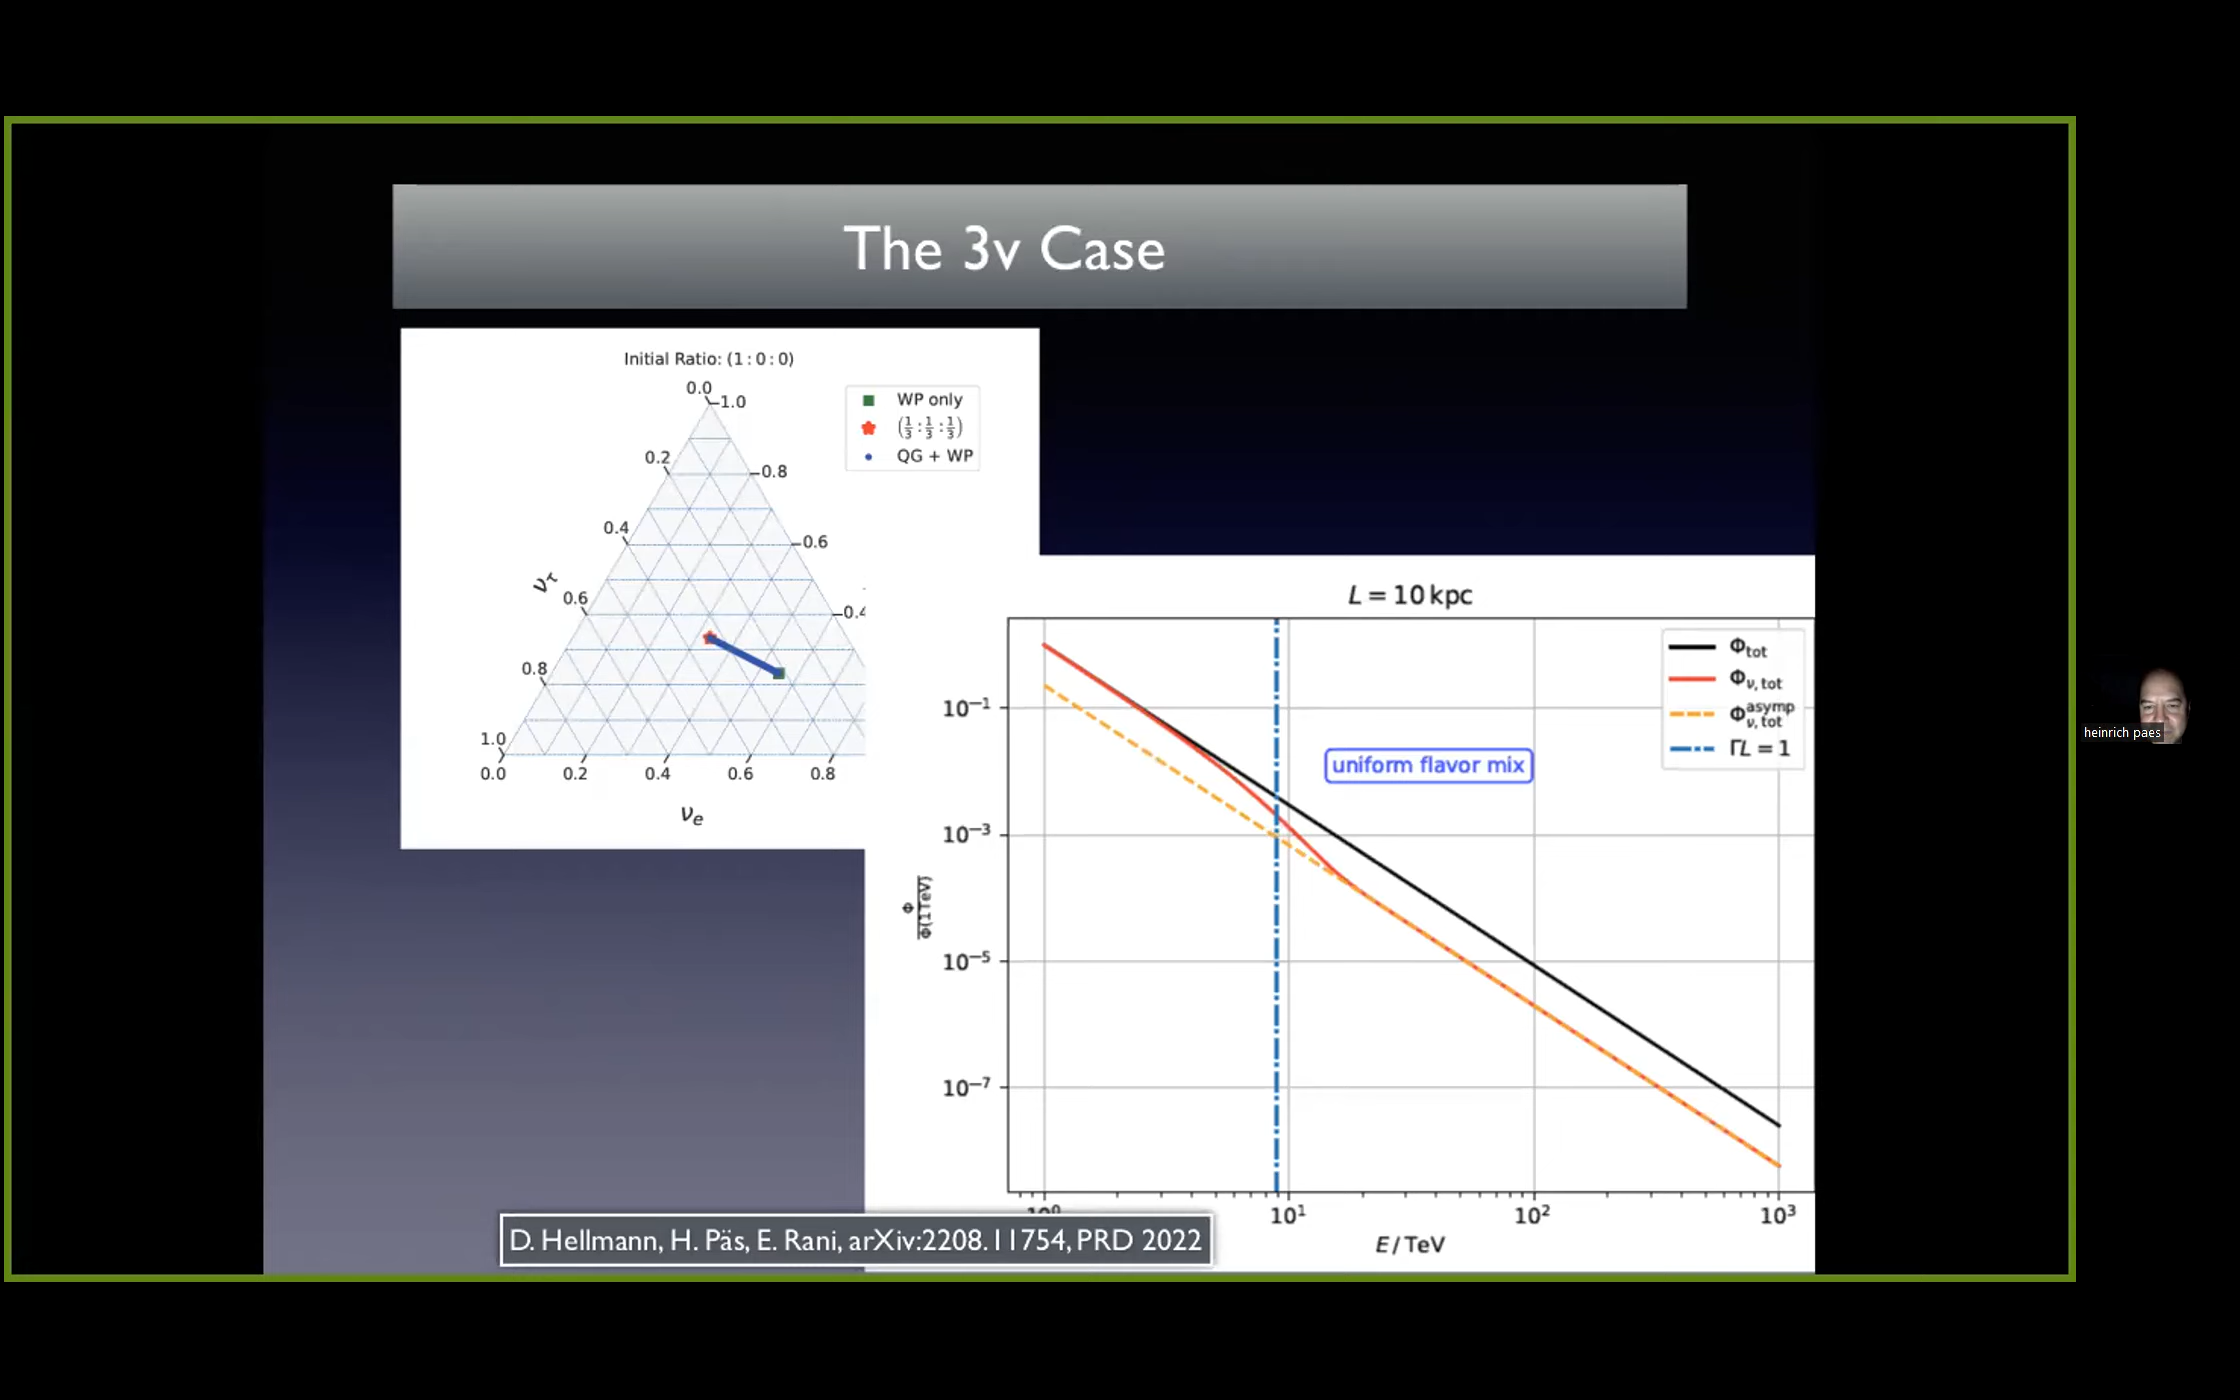 The 3ν Case
Initial Ratio: (1 : 0 : 0)
0.0
1.0
0.2
0.8
0.4
0.6
0.6
0.4
0.8
1.0
0.0
0.2
0.4
0.6
0.8
ντ
νe
WP only
(1/3 : 1/3 : 1/3)
QG + WP
L = 10 kpc
Φtot
Φν, tot
Φν, tot asymp
ΓL = 1
uniform flavor mix
10⁻¹
10⁻³
10⁻⁵
10⁻⁷
Φ
Φ(1 TeV)
10⁰
10¹
10²
10³
E / TeV
D. Hellmann, H. Päs, E. Rani, arXiv:2208.11754, PRD 2022
heinrich paes